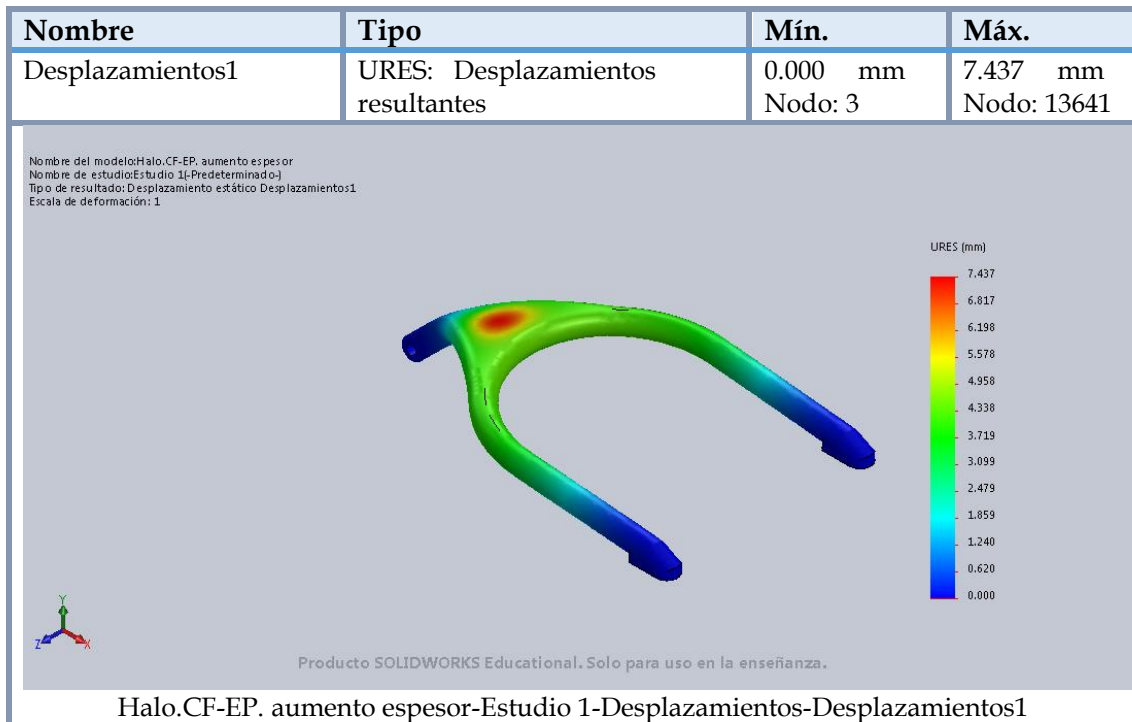 Nombre Tipo Mín. Máx.
Desplazamientos1 URES: Desplazamientos resultantes 0.000 mm Nodo: 3 7.437 mm Nodo: 13641
Nombre del modelo:Halo.CF-EP. aumento espesor
Nombre de estudio:Estudio 1(-Predeterminado-)
Tipo de resultado: Desplazamiento estático Desplazamientos1
Escala de deformación: 1
URES (mm)
7.437
6.817
6.198
5.578
4.958
4.338
3.719
3.099
2.479
1.859
1.240
0.620
0.000
Y
Z X
Producto SOLIDWORKS Educational. Solo para uso en la enseñanza.
Halo.CF-EP. aumento espesor-Estudio 1-Desplazamientos-Desplazamientos1